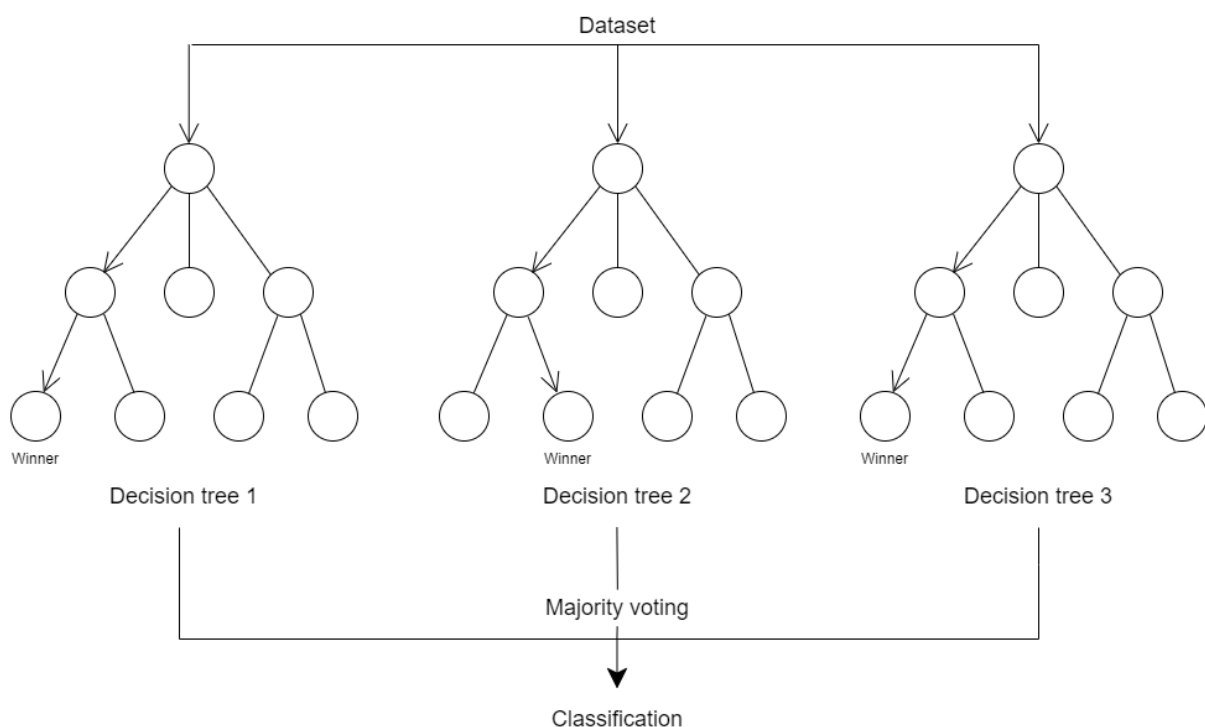 Dataset
Winner
Winner
Winner
Decision tree 1
Decision tree 2
Decision tree 3
Majority voting
Classification